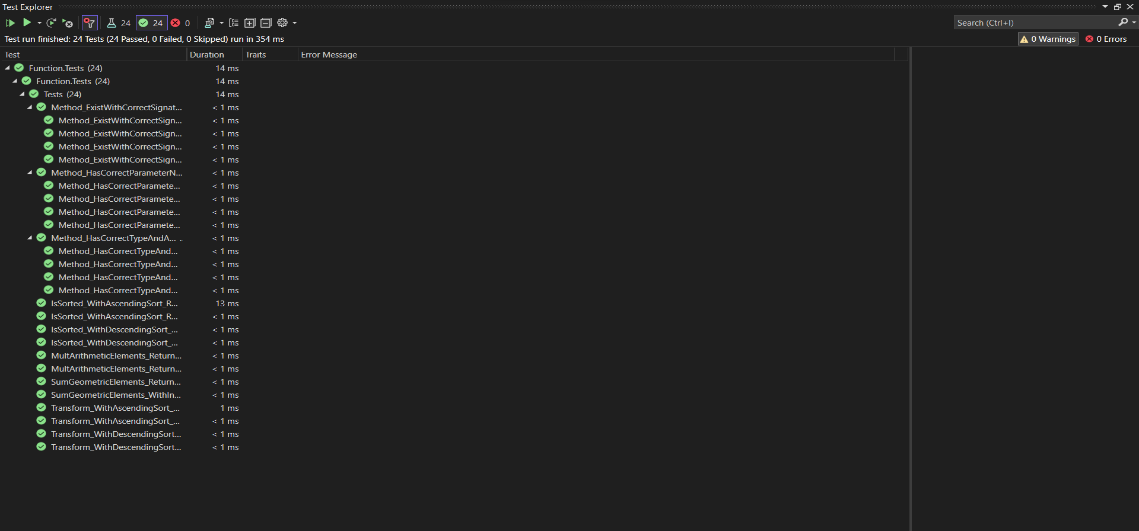 Test Explorer
24 24 0
Search (Ctrl+I)
Test run finished: 24 Tests (24 Passed, 0 Failed, 0 Skipped) run in 354 ms
0 Warnings 0 Errors
Test Duration Traits Error Message
Function.Tests (24) 14 ms
Function.Tests (24) 14 ms
Tests (24) 14 ms
Method_ExistWithCorrectSignat... < 1 ms
Method_ExistWithCorrectSign... < 1 ms
Method_ExistWithCorrectSign... < 1 ms
Method_ExistWithCorrectSign... < 1 ms
Method_ExistWithCorrectSign... < 1 ms
Method_HasCorrectParameterN... < 1 ms
Method_HasCorrectParamete... < 1 ms
Method_HasCorrectParamete... < 1 ms
Method_HasCorrectParamete... < 1 ms
Method_HasCorrectParamete... < 1 ms
Method_HasCorrectTypeAndA... .. < 1 ms
Method_HasCorrectTypeAnd... < 1 ms
Method_HasCorrectTypeAnd... < 1 ms
Method_HasCorrectTypeAnd... < 1 ms
Method_HasCorrectTypeAnd... < 1 ms
IsSorted_WithAscendingSort_R... 13 ms
IsSorted_WithAscendingSort_R... < 1 ms
IsSorted_WithDescendingSort_... < 1 ms
IsSorted_WithDescendingSort_... < 1 ms
MultArithmeticElements_Return... < 1 ms
MultArithmeticElements_Return... < 1 ms
SumGeometricElements_Return... < 1 ms
SumGeometricElements_WithIn... < 1 ms
Transform_WithAscendingSort_... 1 ms
Transform_WithAscendingSort_... < 1 ms
Transform_WithDescendingSort... < 1 ms
Transform_WithDescendingSort... < 1 ms